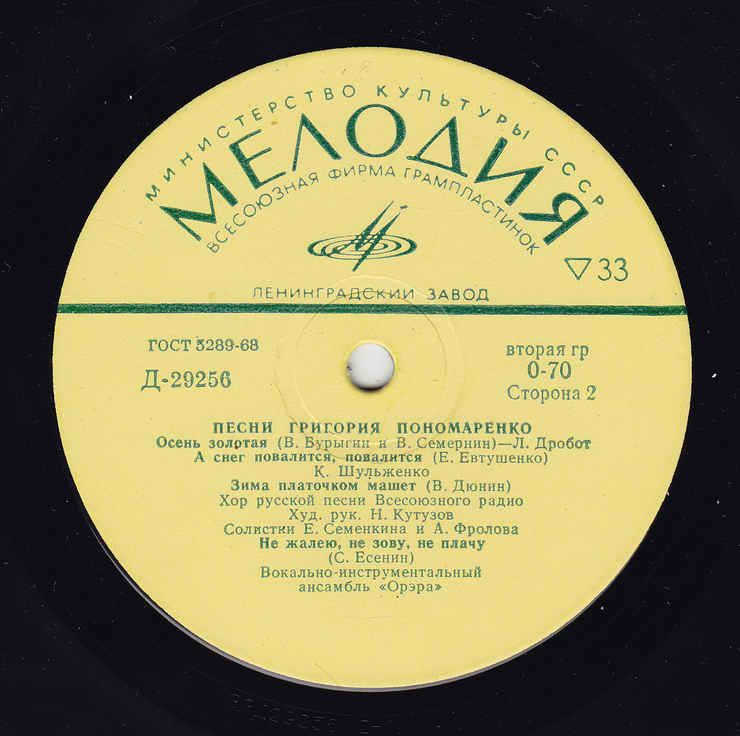 МИНИСТЕРСТВО КУЛЬТУРЫ СССР
МЕЛОДИЯ
ВСЕСОЮЗНАЯ ФИРМА ГРАМПЛАСТИНОК
33
ЛЕНИНГРАДСКИЙ ЗАВОД
ГОСТ 5289-68
вторая гр
Д-29256
0-70
Сторона 2
ПЕСНИ ГРИГОРИЯ ПОНОМАРЕНКО
Осень золотая (В. Бурыгин и В. Семернин)—Л. Дробот
А снег повалится, повалится (Е. Евтушенко)
К. Шульженко
Зима платочком машет (В. Дюнин)
Хор русской песни Всесоюзного радио
Худ. рук. Н. Кутузов
Солистки Е. Семенкина и А. Фролова
Не жалею, не зову, не плачу
(С. Есенин)
Вокально-инструментальный
ансамбль «Орэра»